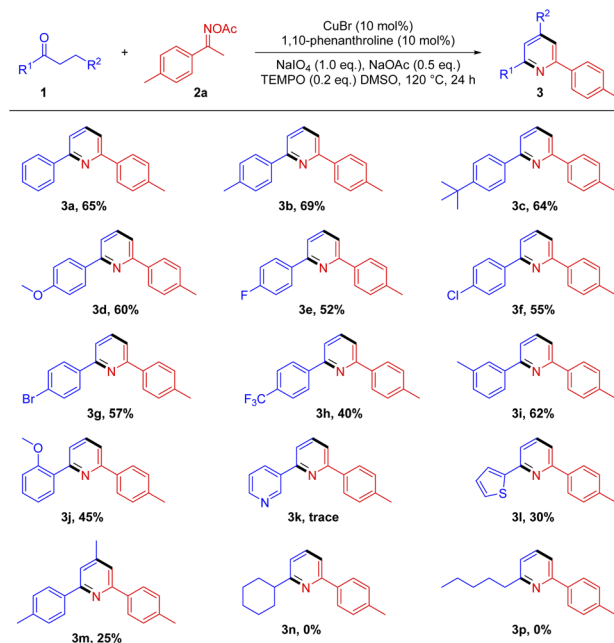 O
R¹ R²
1
+
NOAc
2a
CuBr (10 mol%)
1,10-phenanthroline (10 mol%)
NaIO₄ (1.0 eq.), NaOAc (0.5 eq.)
TEMPO (0.2 eq.) DMSO, 120 °C, 24 h
R²
R¹ N
3
N
3a, 65%
N
3b, 69%
N
3c, 64%
O N
3d, 60%
F N
3e, 52%
Cl N
3f, 55%
Br N
3g, 57%
F₃C N
3h, 40%
N
3i, 62%
O N
3j, 45%
N N
3k, trace
S N
3l, 30%
N
3m, 25%
N
3n, 0%
N
3p, 0%